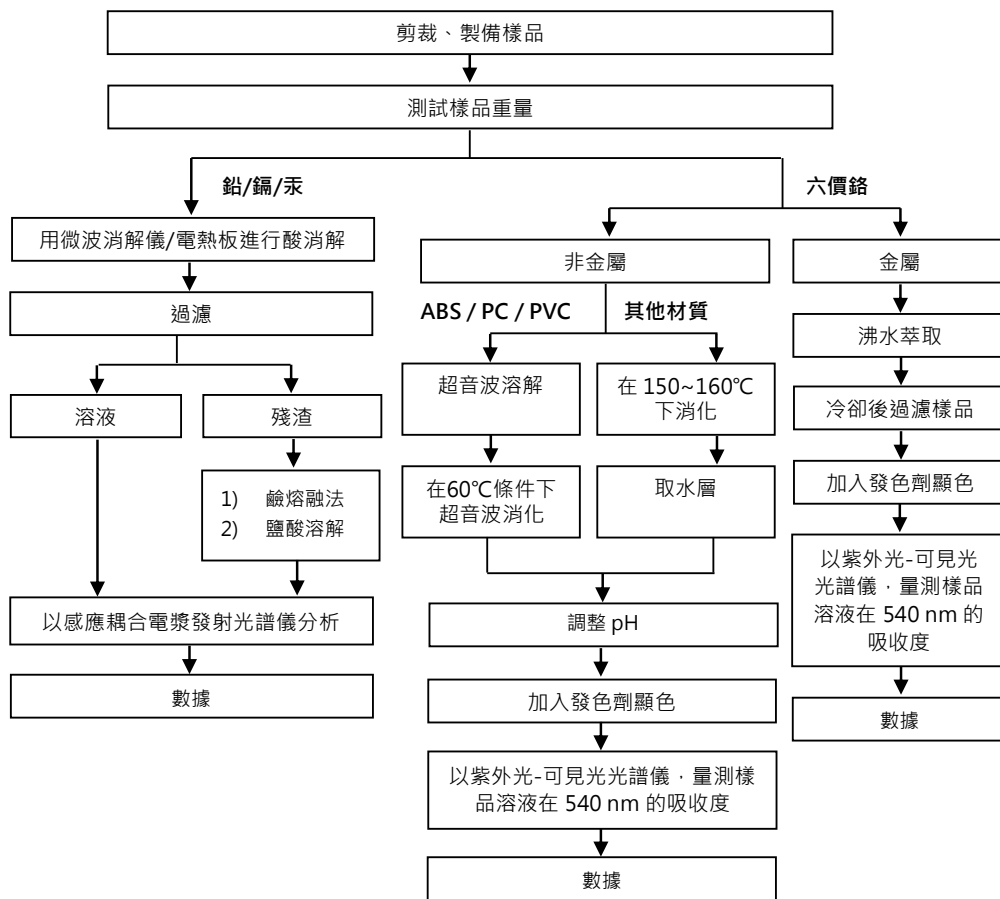 剪裁、製備樣品
測試樣品重量
鉛/鎘/汞
六價鉻
用微波消解儀/電熱板進行酸消解
非金屬
金屬
過濾
ABS / PC / PVC
其他材質
沸水萃取
超音波溶解
在 150~160℃
下消化
溶液
殘渣
冷卻後過濾樣品
1) 鹼熔融法
2) 鹽酸溶解
在60℃條件下
超音波消化
取水層
加入發色劑顯色
以紫外光-可見光
光譜儀，量測樣品
溶液在 540 nm 的
吸收度
以感應耦合電漿發射光譜儀分析
調整 pH
數據
加入發色劑顯色
數據
以紫外光-可見光光譜儀，量測樣
品溶液在 540 nm 的吸收度
數據